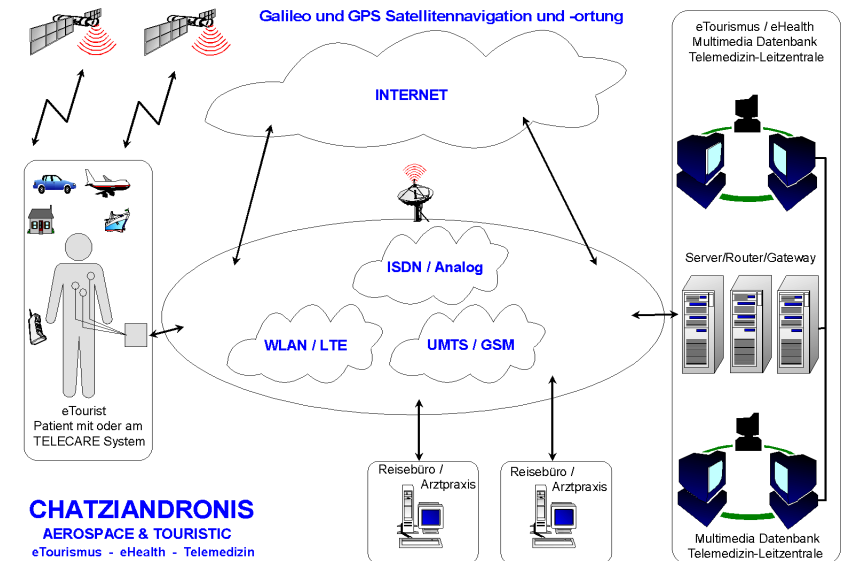 Galileo und GPS Satellitennavigation und -ortung
INTERNET
eTourismus / eHealth
Multimedia Datenbank
Telemedizin-Leitzentrale
ISDN / Analog
WLAN / LTE
UMTS / GSM
Server/Router/Gateway
eTourist
Patient mit oder am
TELECARE System
Reisebüro /
Arztpraxis
Reisebüro /
Arztpraxis
Multimedia Datenbank
Telemedizin-Leitzentrale
CHATZIANDRONIS
AEROSPACE & TOURISTIC
eTourismus - eHealth - Telemedizin